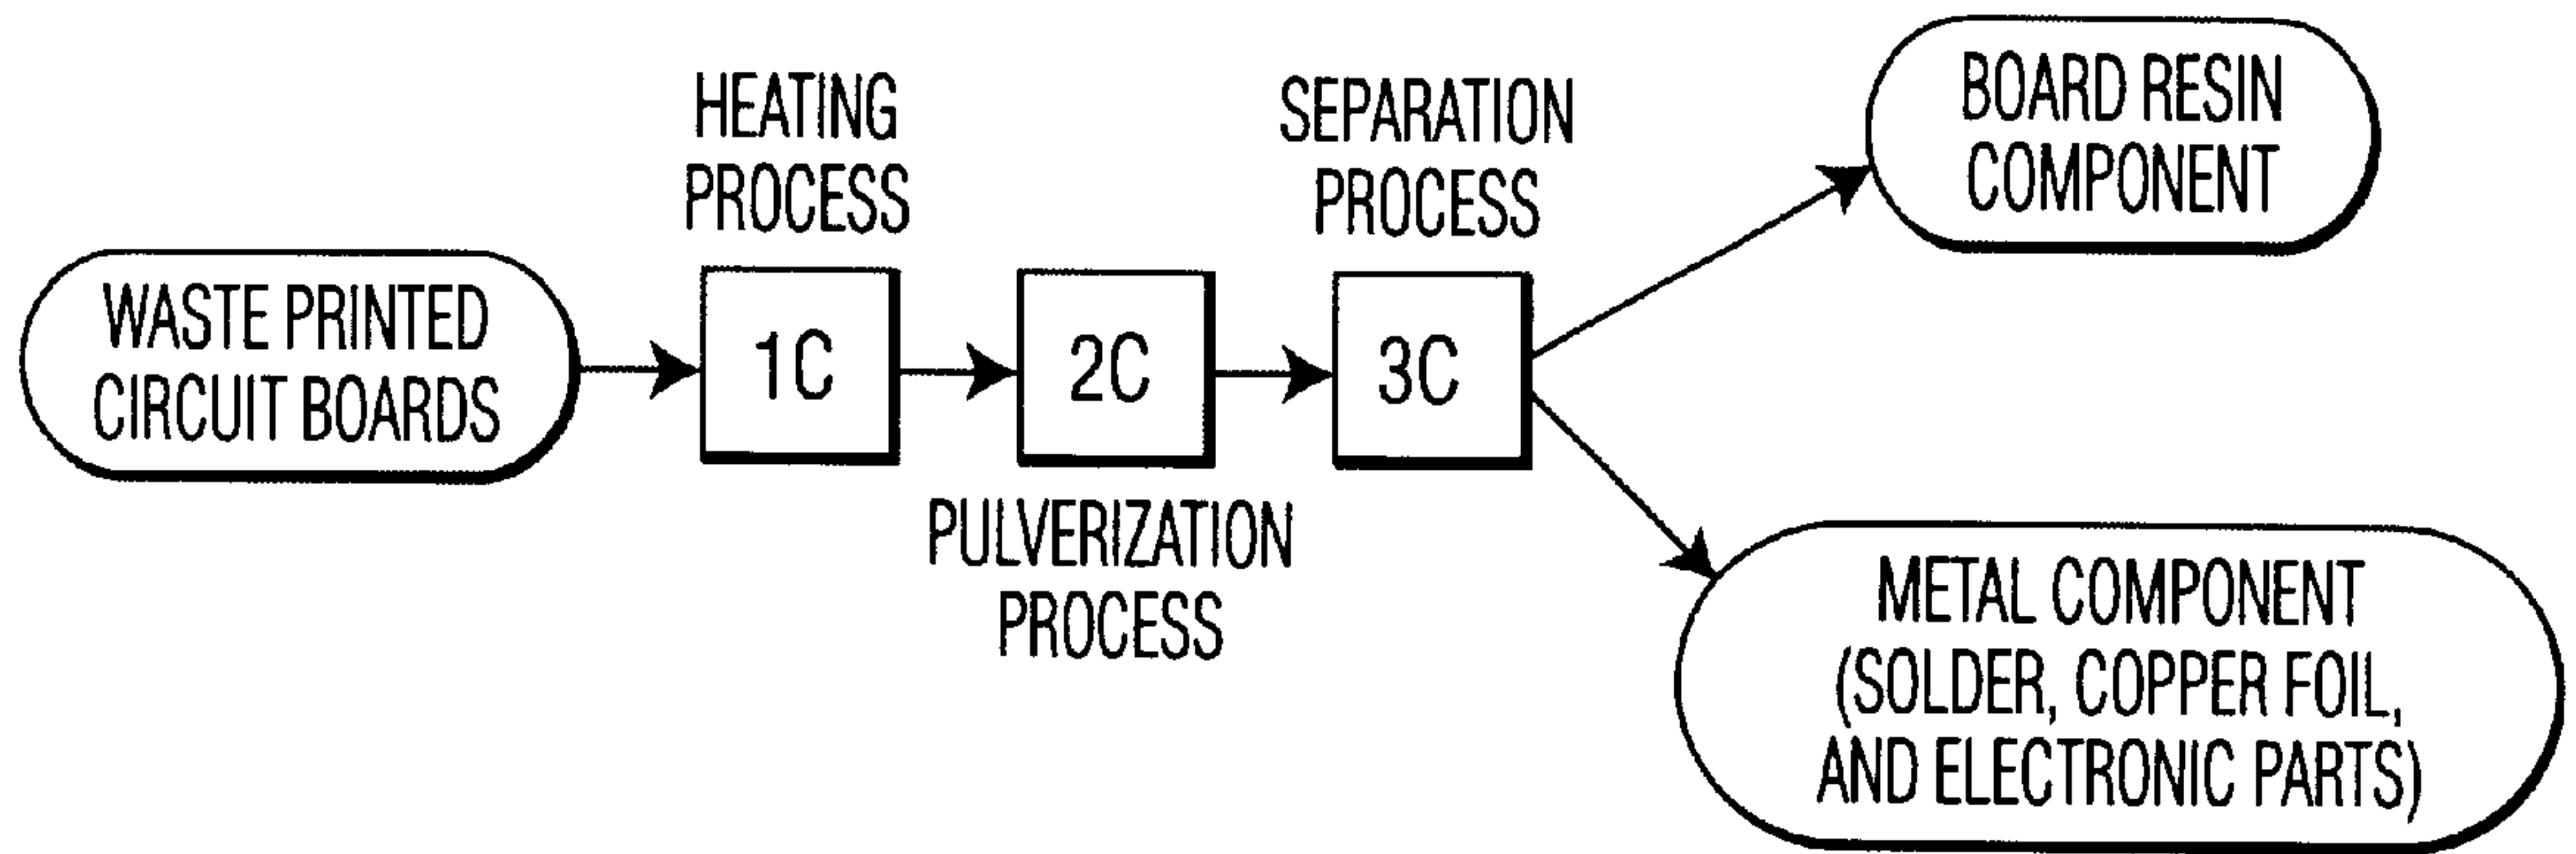 WASTE PRINTED
CIRCUIT BOARDS
HEATING
PROCESS
1C
2C
PULVERIZATION
PROCESS
SEPARATION
PROCESS
3C
BOARD RESIN
COMPONENT
METAL COMPONENT
(SOLDER, COPPER FOIL,
AND ELECTRONIC PARTS)